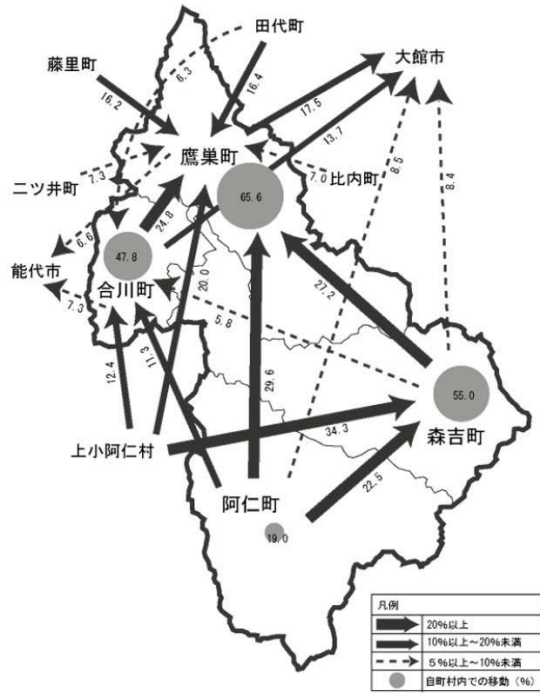 田代町
藤里町
大館市
6.3
16.2
16.4
17.5
13.7
8.5
8.4
鷹巣町
7.3
7.0
比内町
二ツ井町
65.6
24.8
6.6
47.8
能代市
合川町
20.0
7.3
5.8
27.2
12.4
11.3
29.6
55.0
34.3
森吉町
上小阿仁村
22.5
阿仁町
19.0
凡例
20%以上
10%以上~20%未満
5%以上~10%未満
自町村内での移動(%)